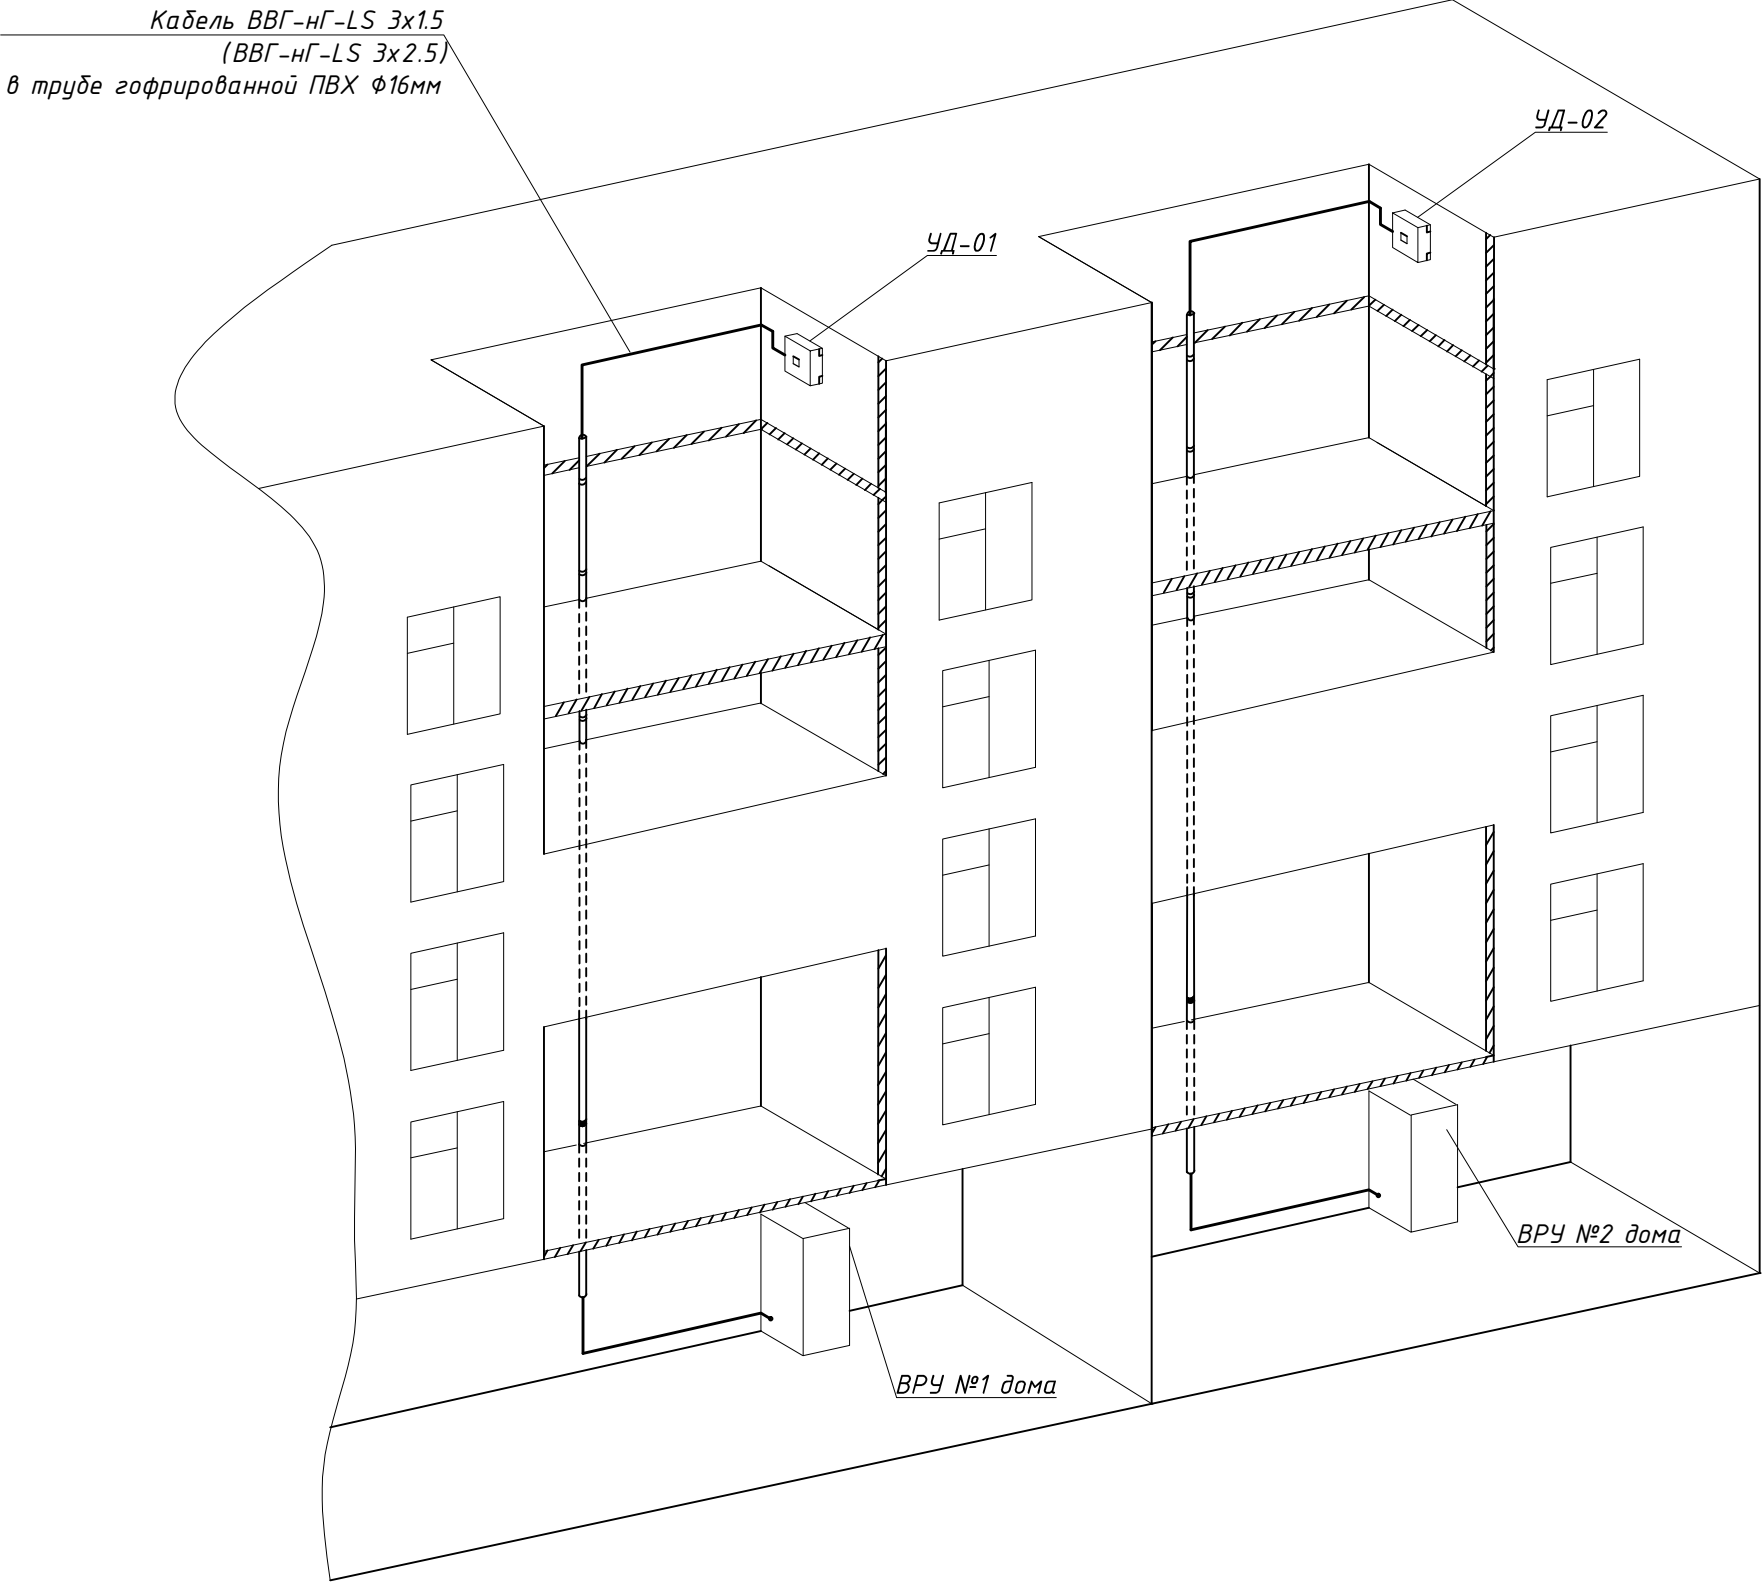 Кабель ВВГ-нГ-LS 3х1.5
(ВВГ-нГ-LS 3х2.5)
в трубе гофрированной ПВХ Ф16мм
УД-02
УД-01
ВРУ №2 дома
ВРУ №1 дома